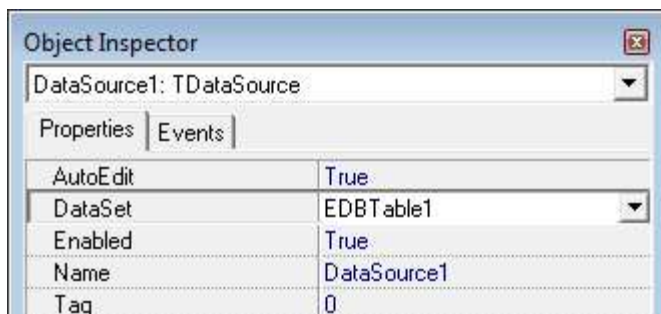 Object Inspector
DataSource1: TDataSource
Properties Events
AutoEdit True
DataSet EDBTable1
Enabled True
Name DataSource1
Tag 0